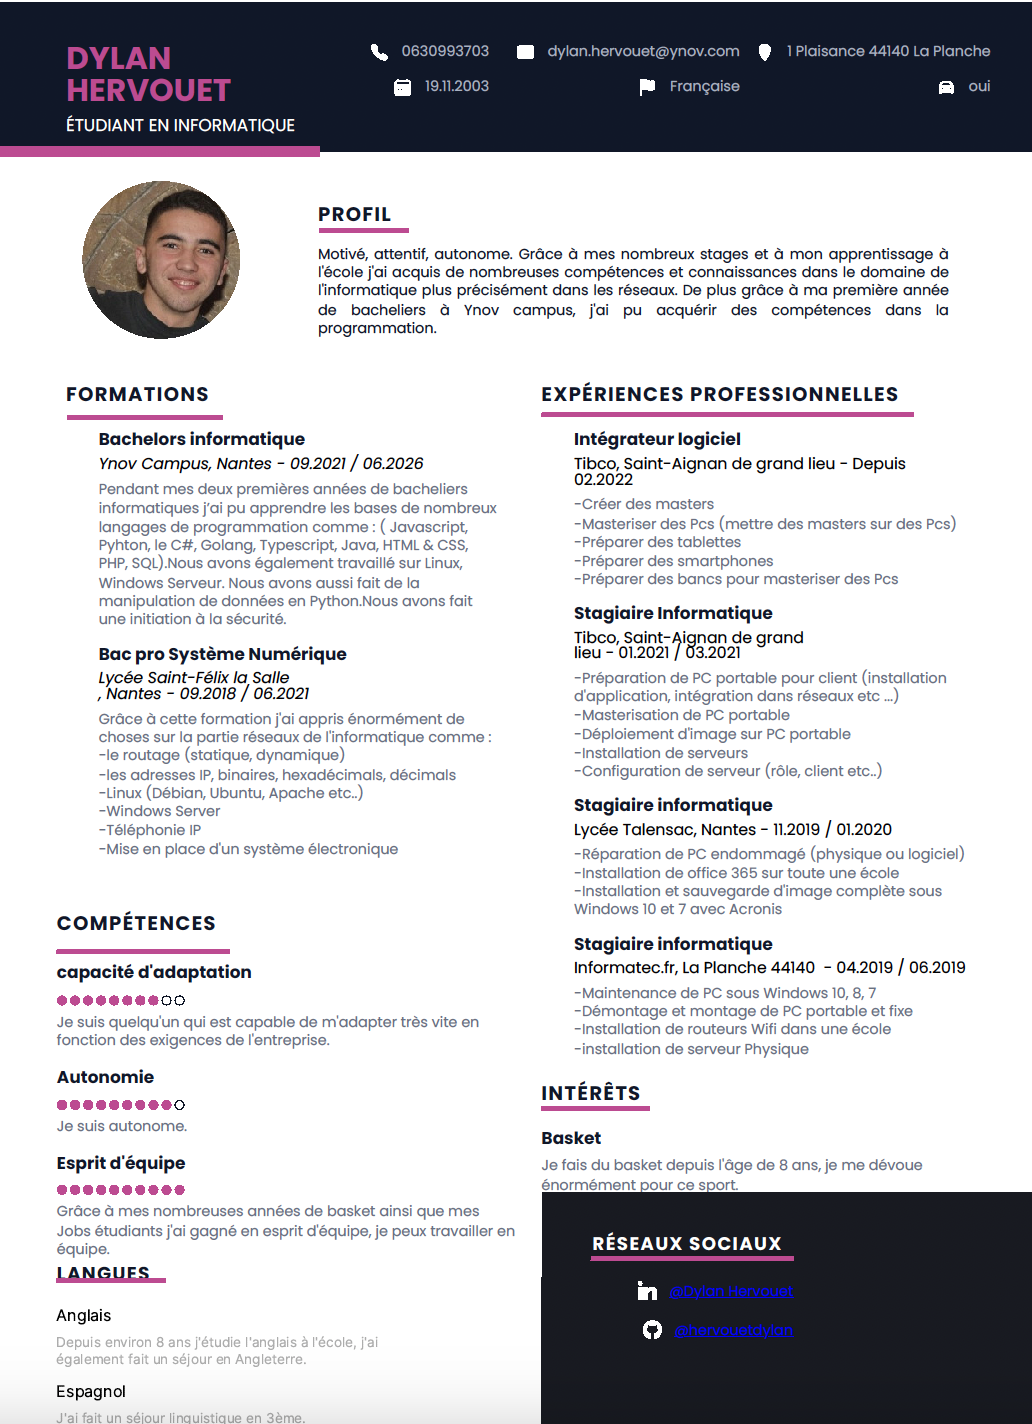 DYLAN
HERVOUET
ÉTUDIANT EN INFORMATIQUE
0630993703
dylan.hervouet@ynov.com
1 Plaisance 44140 La Planche
19.11.2003
Française
oui
PROFIL
Motivé, attentif, autonome. Grâce à mes nombreux stages et à mon apprentissage à
l'école j'ai acquis de nombreuses compétences et connaissances dans le domaine de
l'informatique plus précisément dans les réseaux. De plus grâce à ma première année
de bacheliers à Ynov campus, j'ai pu acquérir des compétences dans la
programmation.
FORMATIONS
Bachelors informatique
Ynov Campus, Nantes - 09.2021 / 06.2026
Pendant mes deux premières années de bacheliers
informatiques j’ai pu apprendre les bases de nombreux
langages de programmation comme : ( Javascript,
Pyhton, le C#, Golang, Typescript, Java, HTML & CSS,
PHP, SQL).Nous avons également travaillé sur Linux,
Windows Serveur. Nous avons aussi fait de la
manipulation de données en Python.Nous avons fait
une initiation à la sécurité.
Bac pro Système Numérique
Lycée Saint-Félix la Salle
, Nantes - 09.2018 / 06.2021
Grâce à cette formation j'ai appris énormément de
choses sur la partie réseaux de l'informatique comme :
-le routage (statique, dynamique)
-les adresses IP, binaires, hexadécimals, décimals
-Linux (Débian, Ubuntu, Apache etc..)
-Windows Server
-Téléphonie IP
-Mise en place d'un système électronique
COMPÉTENCES
capacité d'adaptation
Je suis quelqu'un qui est capable de m'adapter très vite en
fonction des exigences de l'entreprise.
Autonomie
Je suis autonome.
Esprit d'équipe
Grâce à mes nombreuses années de basket ainsi que mes
Jobs étudiants j'ai gagné en esprit d'équipe, je peux travailler en
équipe.
LANGUES
Anglais
Depuis environ 8 ans j'étudie l'anglais à l'école, j'ai
également fait un séjour en Angleterre.
Espagnol
J'ai fait un séjour linguistique en 3ème.
EXPÉRIENCES PROFESSIONNELLES
Intégrateur logiciel
Tibco, Saint-Aignan de grand lieu - Depuis
02.2022
-Créer des masters
-Masteriser des Pcs (mettre des masters sur des Pcs)
-Préparer des tablettes
-Préparer des smartphones
-Préparer des bancs pour masteriser des Pcs
Stagiaire Informatique
Tibco, Saint-Aignan de grand
lieu - 01.2021 / 03.2021
-Préparation de PC portable pour client (installation
d'application, intégration dans réseaux etc ...)
-Masterisation de PC portable
-Déploiement d'image sur PC portable
-Installation de serveurs
-Configuration de serveur (rôle, client etc..)
Stagiaire informatique
Lycée Talensac, Nantes - 11.2019 / 01.2020
-Réparation de PC endommagé (physique ou logiciel)
-Installation de office 365 sur toute une école
-Installation et sauvegarde d'image complète sous
Windows 10 et 7 avec Acronis
Stagiaire informatique
Informatec.fr, La Planche 44140 - 04.2019 / 06.2019
-Maintenance de PC sous Windows 10, 8, 7
-Démontage et montage de PC portable et fixe
-Installation de routeurs Wifi dans une école
-installation de serveur Physique
INTÉRÊTS
Basket
Je fais du basket depuis l'âge de 8 ans, je me dévoue
énormément pour ce sport.
RÉSEAUX SOCIAUX
@Dylan Hervouet
@hervouetdylan